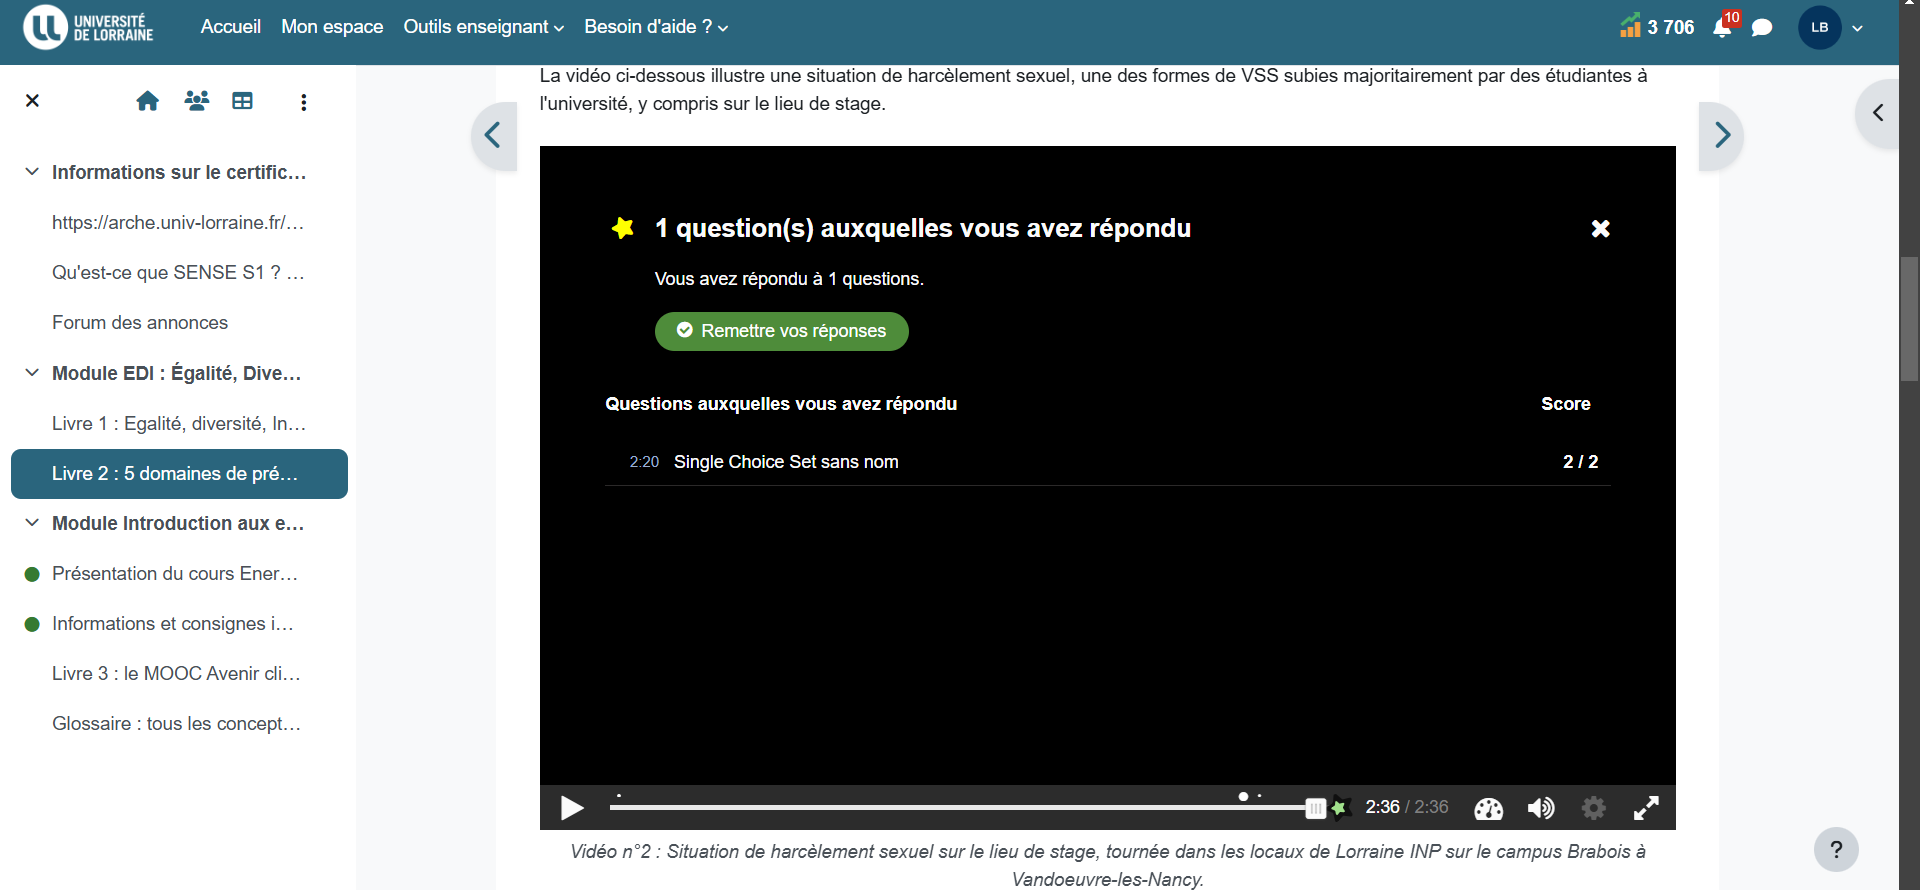 UNIVERSITÉ
DE LORRAINE
Accueil
Mon espace
Outils enseignant
Besoin d'aide ?
3 706
10
LB
Informations sur le certific...
https://arche.univ-lorraine.fr/...
Qu'est-ce que SENSE S1 ? ...
Forum des annonces
Module EDI : Égalité, Dive...
Livre 1 : Egalité, diversité, In...
Livre 2 : 5 domaines de pré...
Module Introduction aux e...
Présentation du cours Ener...
Informations et consignes i...
Livre 3 : le MOOC Avenir cli...
Glossaire : tous les concept...
La vidéo ci-dessous illustre une situation de harcèlement sexuel, une des formes de VSS subies majoritairement par des étudiantes à
l'université, y compris sur le lieu de stage.
1 question(s) auxquelles vous avez répondu
Vous avez répondu à 1 questions.
Remettre vos réponses
Questions auxquelles vous avez répondu
Score
2:20 Single Choice Set sans nom
2 / 2
2:36 / 2:36
Vidéo n°2 : Situation de harcèlement sexuel sur le lieu de stage, tournée dans les locaux de Lorraine INP sur le campus Brabois à
Vandoeuvre-les-Nancy.
?